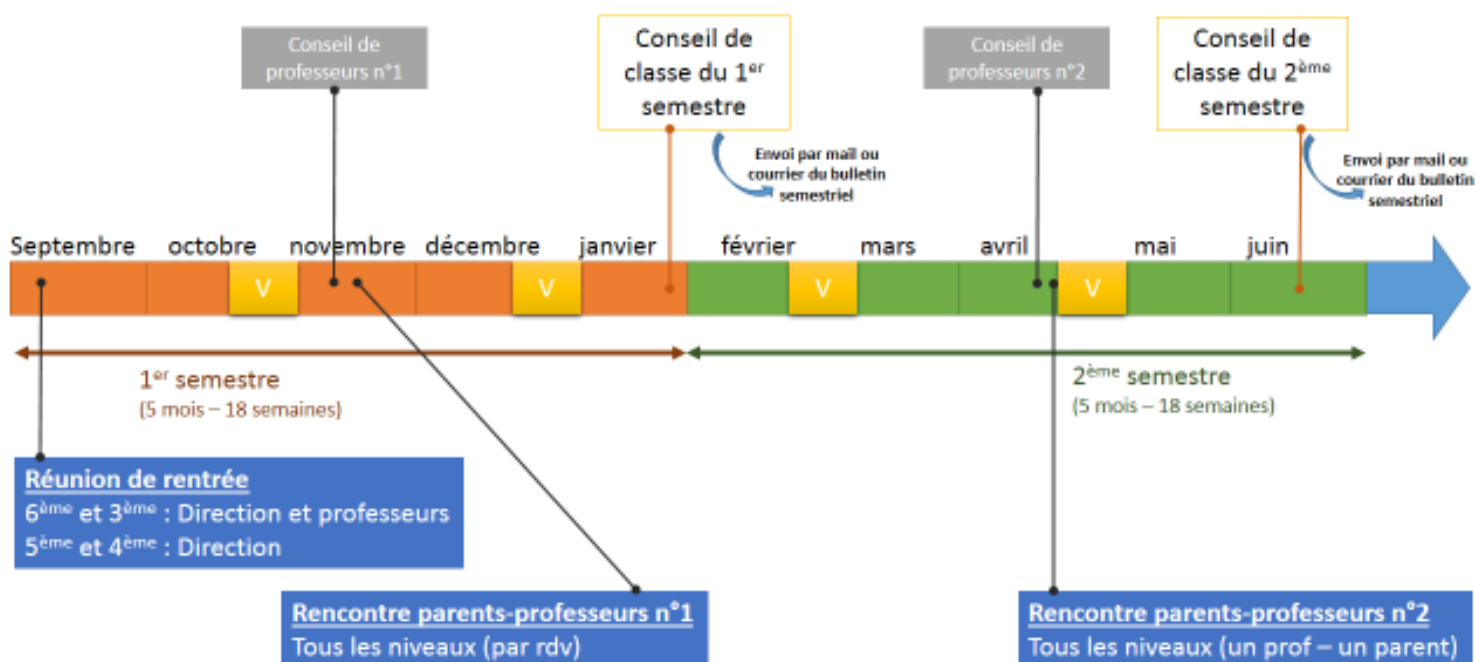 Conseil de
professeurs n°1
Conseil de
classe du 1er
semestre
Envoi par mail ou
courrier du bulletin
semestriel
Conseil de
professeurs n°2
Conseil de
classe du 2ème
semestre
Envoi par mail ou
courrier du bulletin
semestriel
Septembre octobre novembre décembre janvier février mars avril mai juin
V V V V
1er semestre
(5 mois – 18 semaines)
2ème semestre
(5 mois – 18 semaines)
Réunion de rentrée
6ème et 3ème : Direction et professeurs
5ème et 4ème : Direction
Rencontre parents-professeurs n°1
Tous les niveaux (par rdv)
Rencontre parents-professeurs n°2
Tous les niveaux (un prof – un parent)